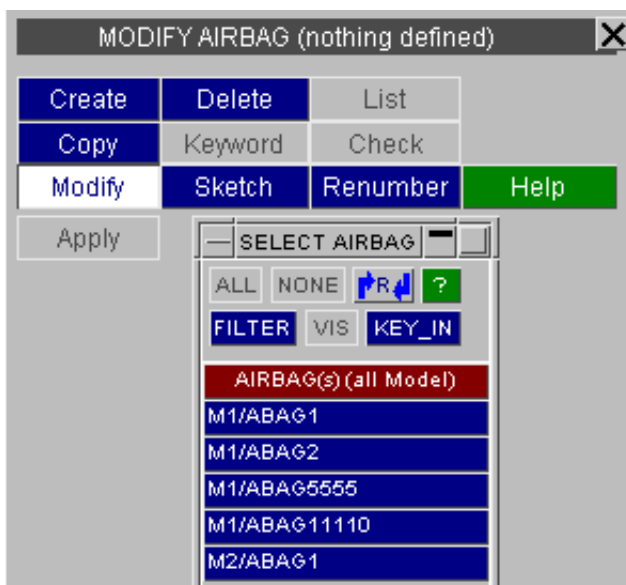 MODIFY AIRBAG (nothing defined)
Create Delete List
Copy Keyword Check
Modify Sketch Renumber Help
Apply
SELECT AIRBAG
ALL NONE R ?
FILTER VIS KEY_IN
AIRBAG(s) (all Model)
M1/ABAG1
M1/ABAG2
M1/ABAG5555
M1/ABAG11110
M2/ABAG1